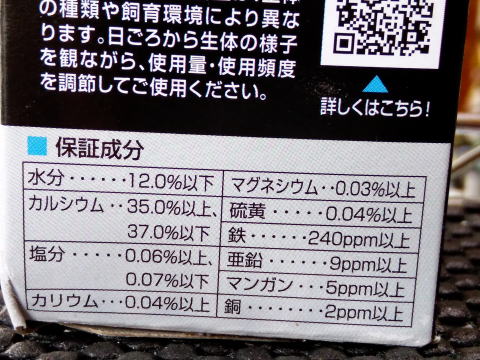 の種類や飼育環境により異な
ります。日ごろから生体の様子
を観ながら、使用量・使用頻度
を調節してご使用ください。
詳しくはこちら!
■ 保証成分
水分・・・・・・12.0%以下
カルシウム・・35.0%以上、
37.0%以下
塩分・・・・・0.06%以上、
0.07%以下
カリウム・・・0.04%以上
マグネシウム・・0.03%以上
硫黄・・・・・0.04%以上
鉄・・・・・・240ppm以上
亜鉛・・・・・・9ppm以上
マンガン・・・5ppm以上
銅・・・・・・・2ppm以上